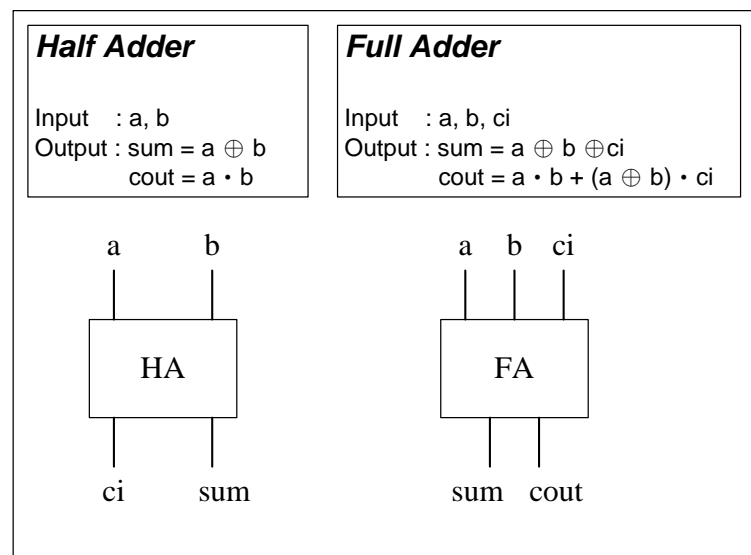 Half Adder
Input : a, b
Output : sum = a ⊕ b
cout = a · b
Full Adder
Input : a, b, ci
Output : sum = a ⊕ b ⊕ci
cout = a · b + (a ⊕ b) · ci
a b
HA
ci sum
a b ci
FA
sum cout